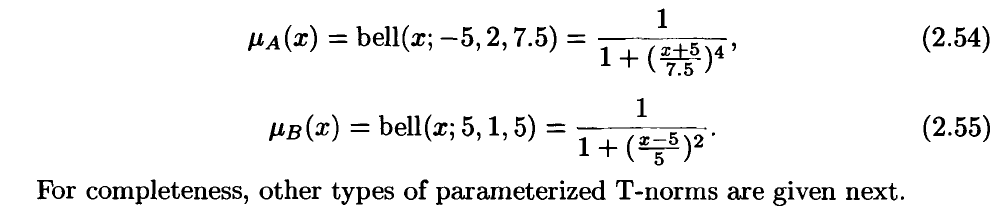 μ_A(x) = bell(x; −5, 2, 7.5) = 1 / (1 + ((x+5)/7.5)^4), (2.54)
μ_B(x) = bell(x; 5, 1, 5) = 1 / (1 + ((x−5)/5)^2). (2.55)
For completeness, other types of parameterized T-norms are given next.